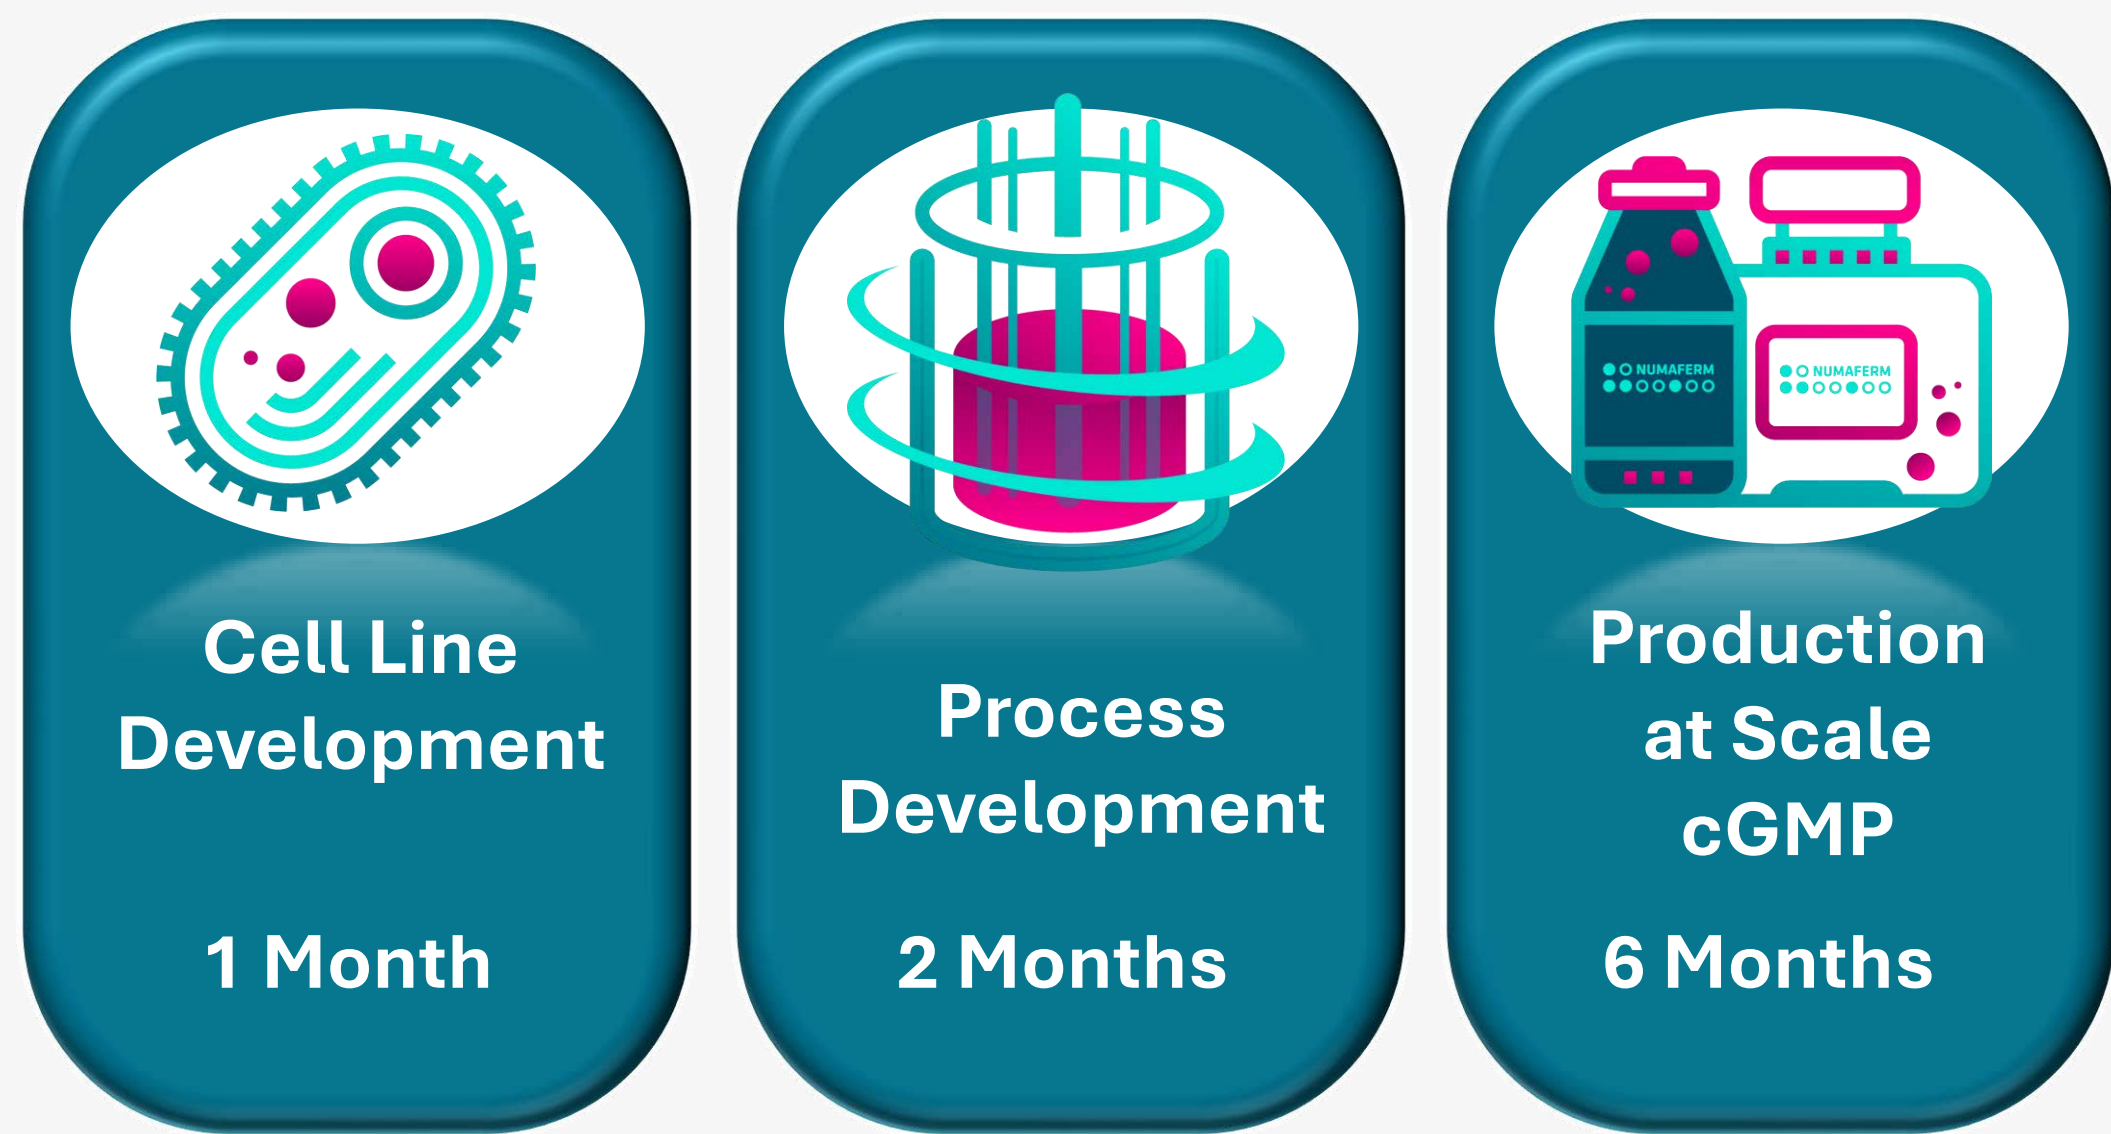 NUMAFERM
NUMAFERM
Cell Line
Development
1 Month
Process
Development
2 Months
Production
at Scale
cGMP
6 Months